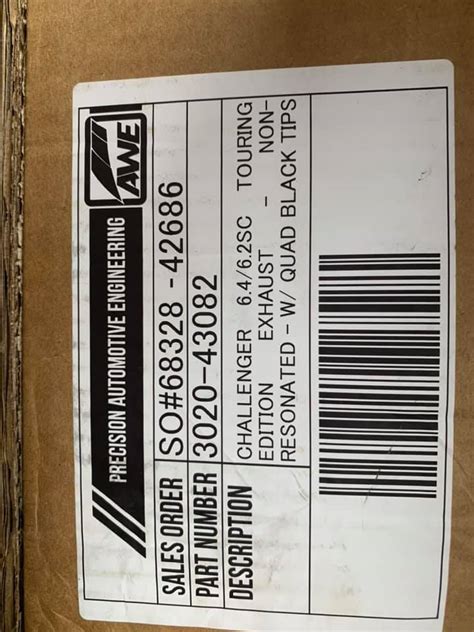 AWE
PRECISION AUTOMOTIVE ENGINEERING
SALES ORDER SO#68328 -42686
PART NUMBER 3020-43082
DESCRIPTION CHALLENGER 6.4/6.2SC TOURING
EDITION EXHAUST - NON-
RESONATED - W/ QUAD BLACK TIPS